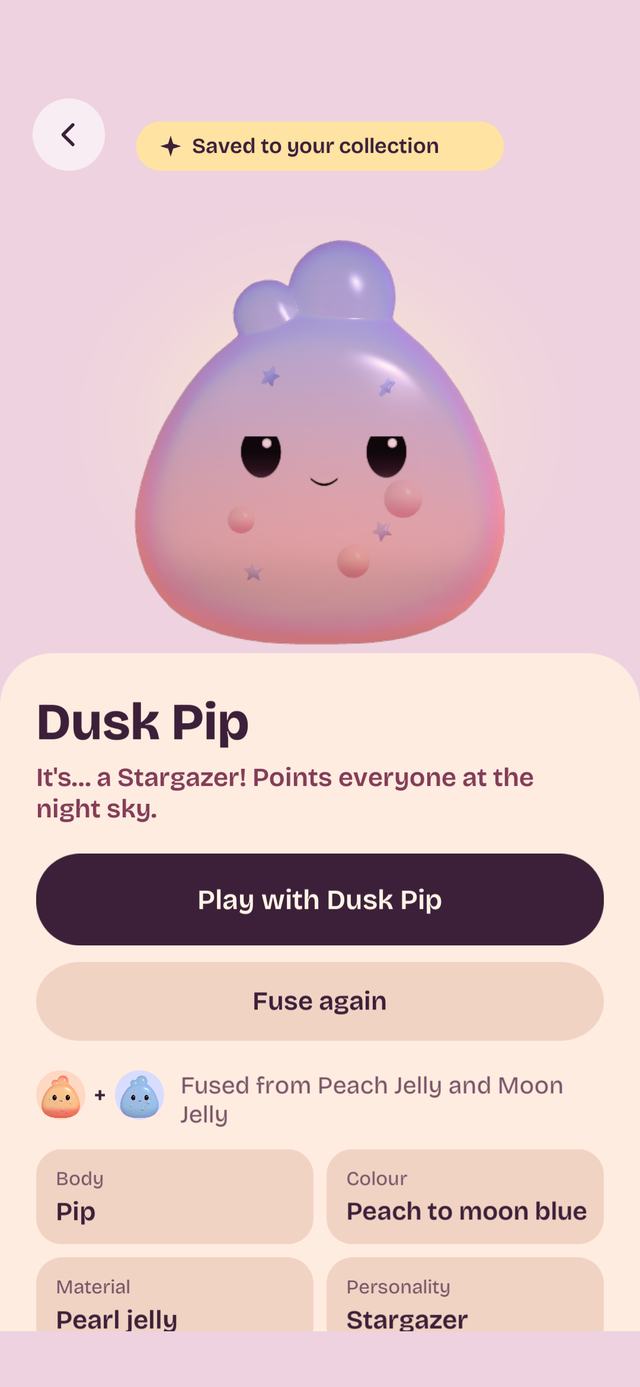 Saved to your collection
Dusk Pip
It's... a Stargazer! Points everyone at the
night sky.
Play with Dusk Pip
Fuse again
+
Fused from Peach Jelly and Moon
Jelly
Body
Pip
Colour
Peach to moon blue
Material
Pearl jelly
Personality
Stargazer